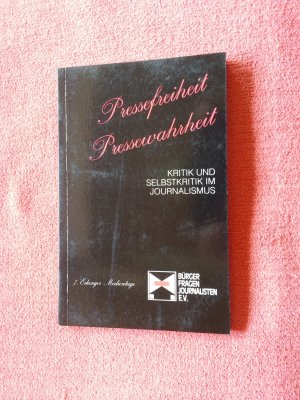 Pressefreiheit
Pressewahrheit
KRITIK UND
SELBSTKRITIK IM
JOURNALISMUS
7. Erlanger Medientage
BÜRGER
FRAGEN
JOURNALISTEN
E.V.